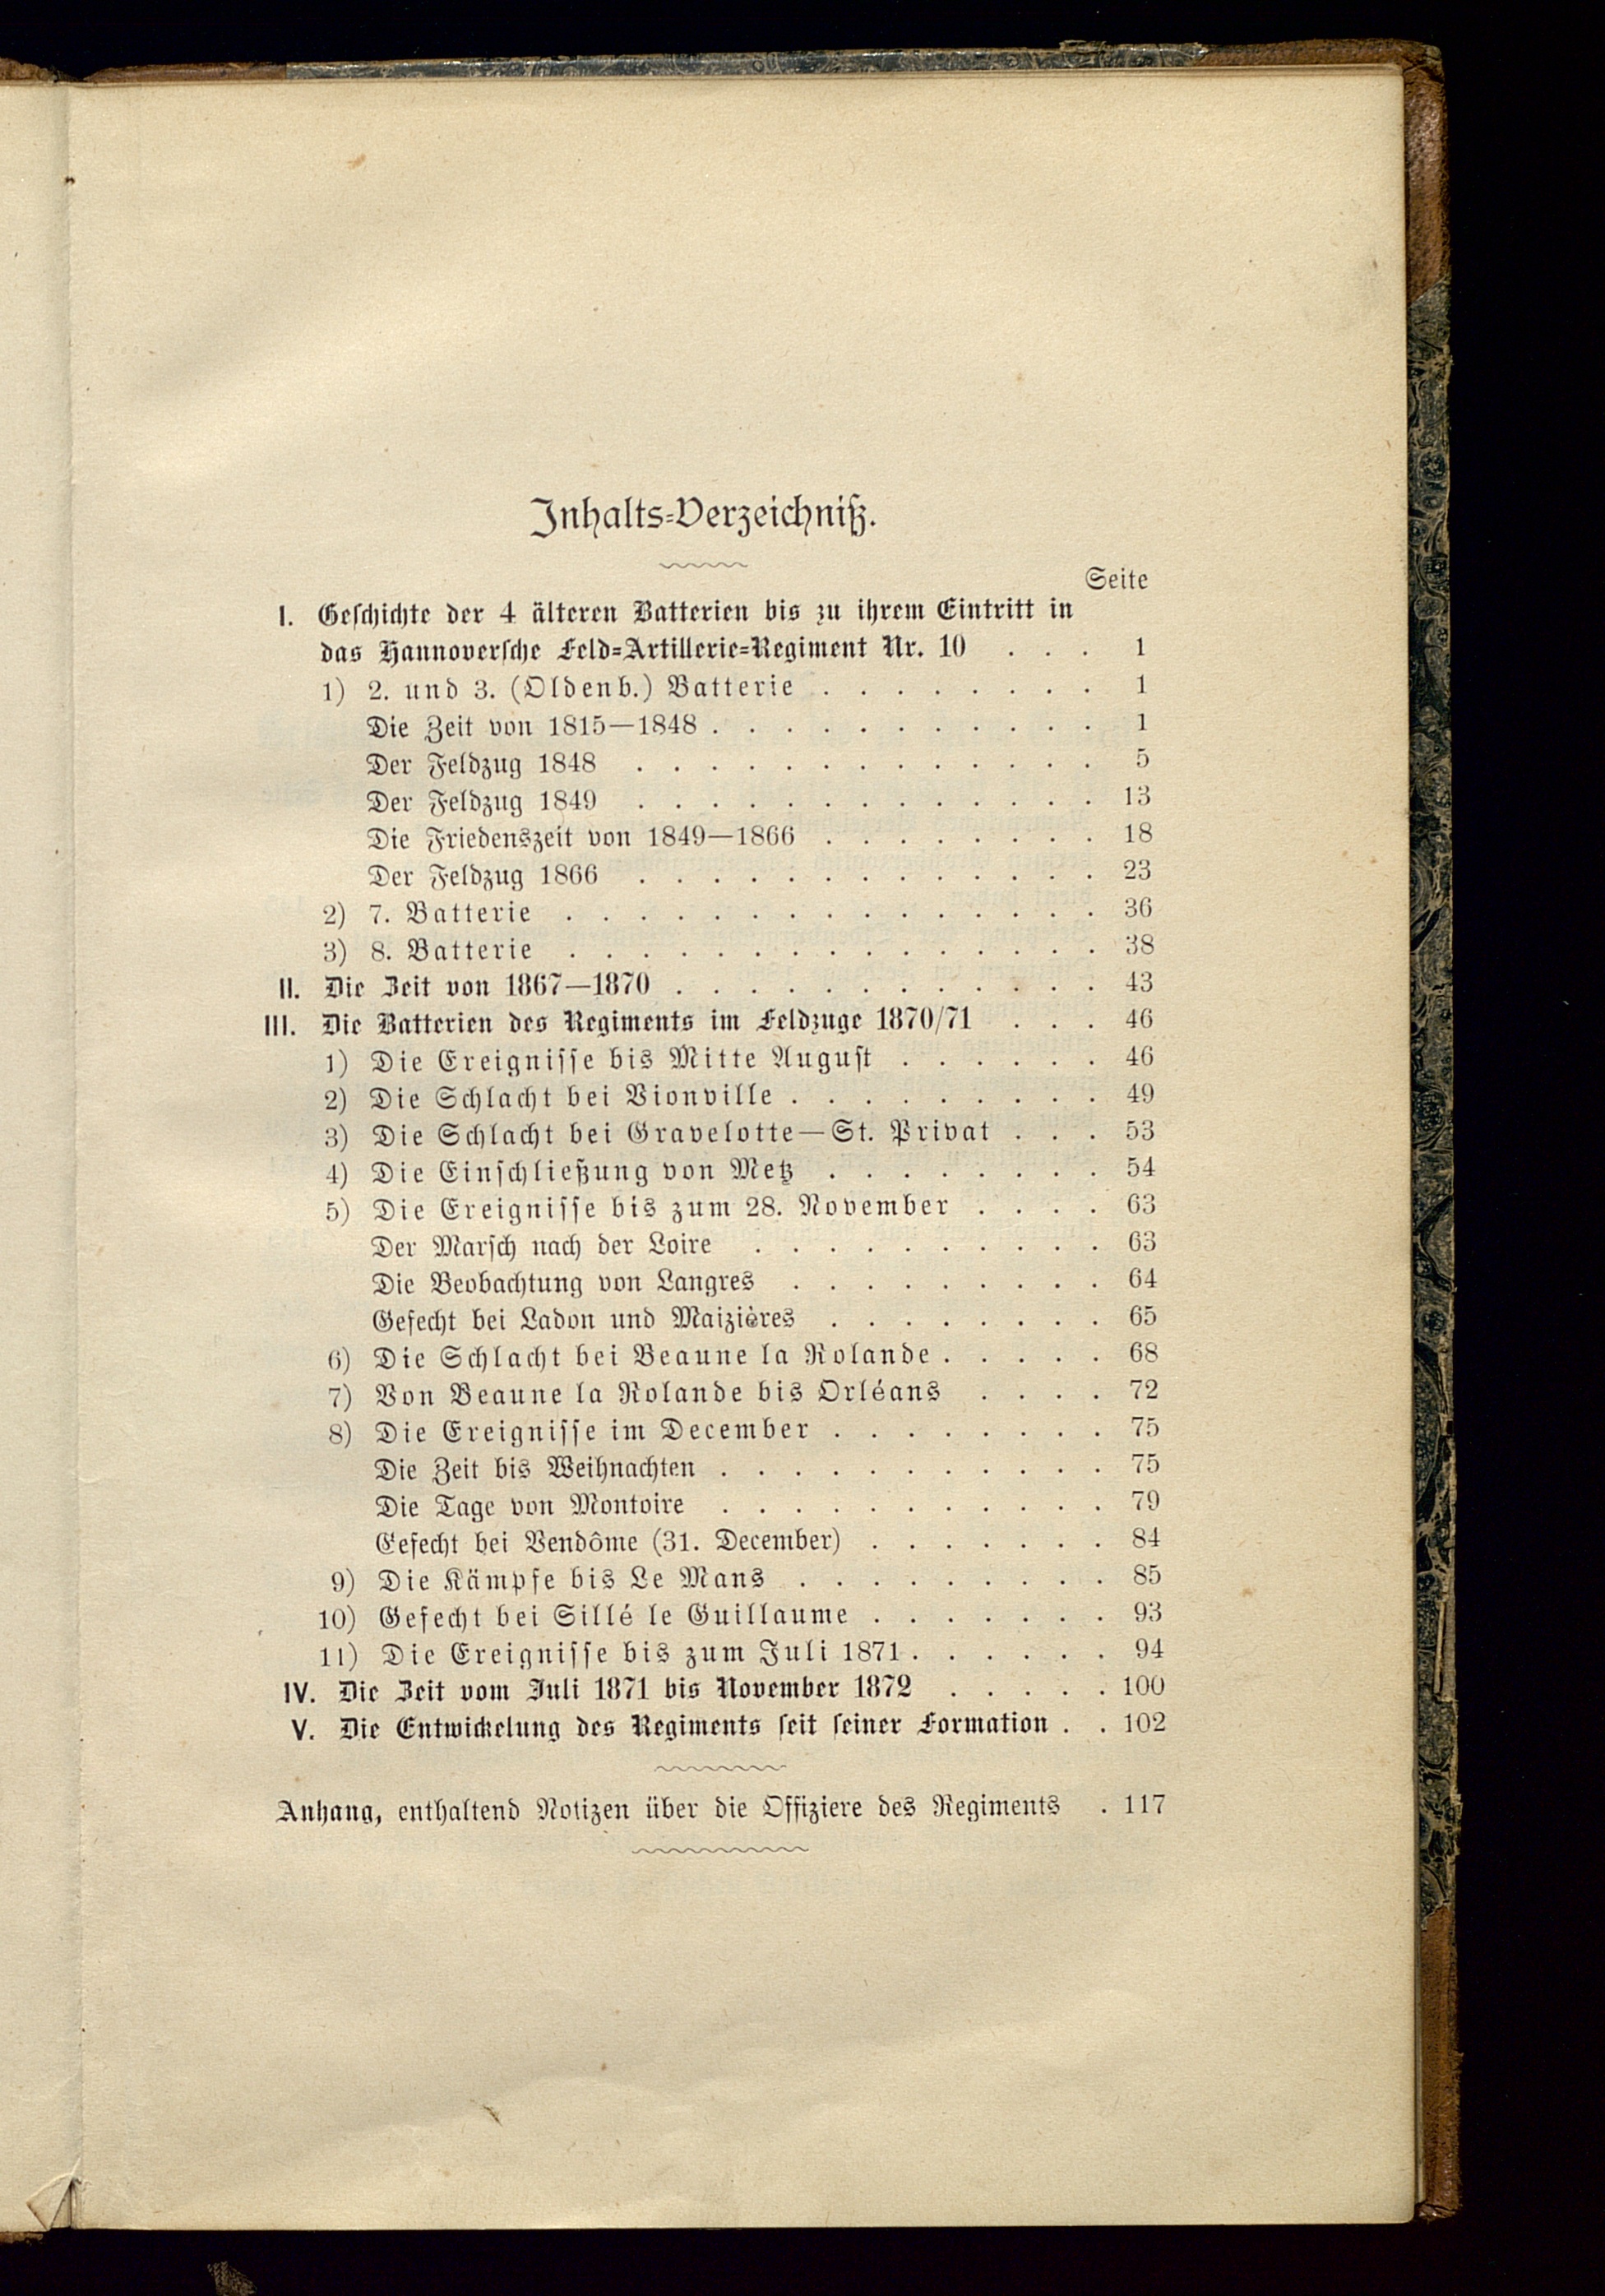 Inhalts-Verzeichniß.
Seite
I. Geschichte der 4 älteren Batterien bis zu ihrem Eintritt in
das Hannoversche Feld-Artillerie-Regiment Nr. 10 . . . 1
1) 2. und 3. (Oldenb.) Batterie . . . . . . . . 1
Die Zeit von 1815—1848 . . . . . . . . . . . 1
Der Feldzug 1848 . . . . . . . . . . . . . 5
Der Feldzug 1849 . . . . . . . . . . . . . 13
Die Friedenszeit von 1849—1866 . . . . . . . . 18
Der Feldzug 1866 . . . . . . . . . . . . . 23
2) 7. Batterie . . . . . . . . . . . . . . . 36
3) 8. Batterie . . . . . . . . . . . . . . . 38
II. Die Zeit von 1867—1870 . . . . . . . . . . . . 43
III. Die Batterien des Regiments im Feldzuge 1870/71 . . . 46
1) Die Ereignisse bis Mitte August . . . . . . 46
2) Die Schlacht bei Vionville . . . . . . . . . 49
3) Die Schlacht bei Gravelotte—St. Privat . . . 53
4) Die Einschließung von Metz . . . . . . . . 54
5) Die Ereignisse bis zum 28. November . . . . 63
Der Marsch nach der Loire . . . . . . . . . . 63
Die Beobachtung von Langres . . . . . . . . . 64
Gefecht bei Ladon und Maizières . . . . . . . . 65
6) Die Schlacht bei Beaune la Rolande . . . . . 68
7) Von Beaune la Rolande bis Orléans . . . . 72
8) Die Ereignisse im December . . . . . . . . 75
Die Zeit bis Weihnachten . . . . . . . . . . . 75
Die Tage von Montoire . . . . . . . . . . . 79
Gefecht bei Vendôme (31. December) . . . . . . . 84
9) Die Kämpfe bis Le Mans . . . . . . . . . 85
10) Gefecht bei Sillé le Guillaume . . . . . . . 93
11) Die Ereignisse bis zum Juli 1871 . . . . . . 94
IV. Die Zeit vom Juli 1871 bis November 1872 . . . . . 100
V. Die Entwickelung des Regiments seit seiner Formation . . 102
Anhang, enthaltend Notizen über die Offiziere des Regiments . 117